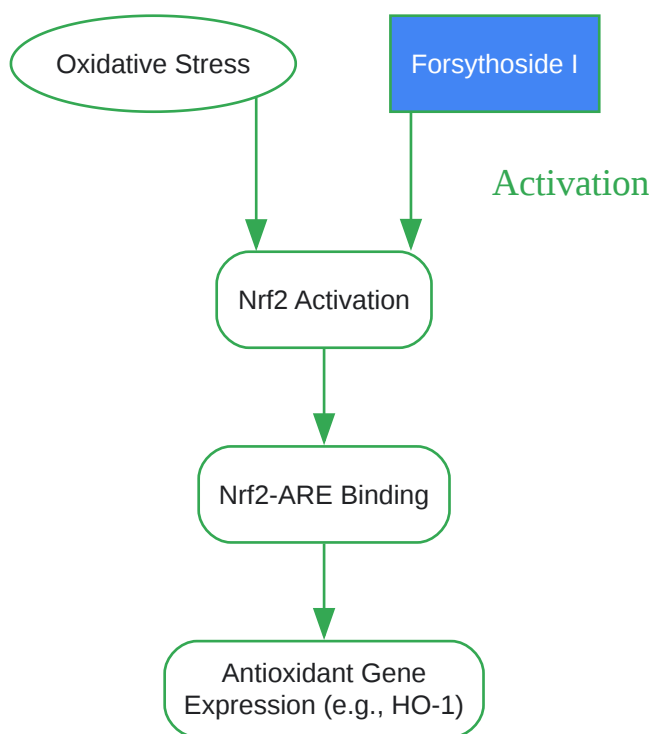 Oxidative Stress
Forsythoside I
Activation
Nrf2 Activation
Nrf2-ARE Binding
Antioxidant Gene
Expression (e.g., HO-1)